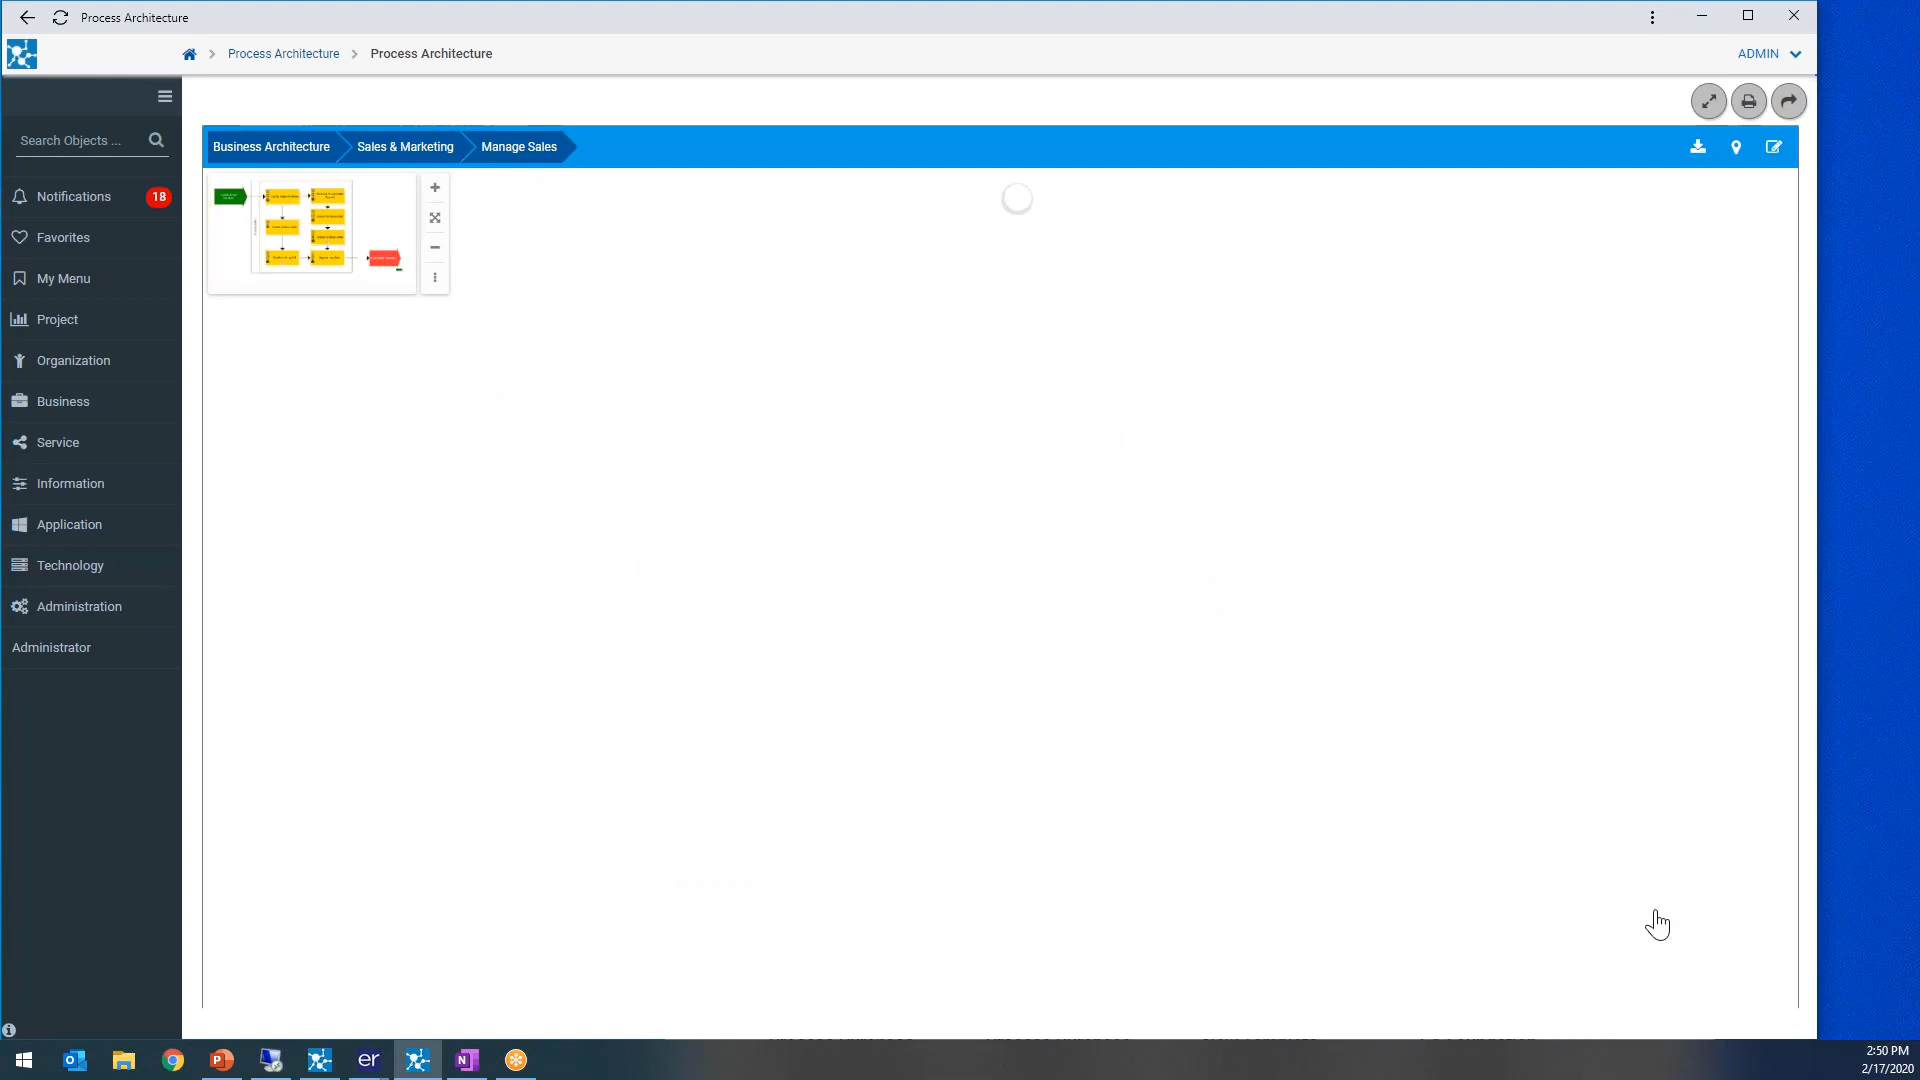 Process Architecture
Process Architecture
Process Architecture
ADMIN
Search Objects ...
Business Architecture
Sales & Marketing
Manage Sales
Notifications
18
Favorites
My Menu
Project
Organization
Business
Service
Information
Application
Technology
Administration
Administrator
er
2:50 PM
2/17/2020